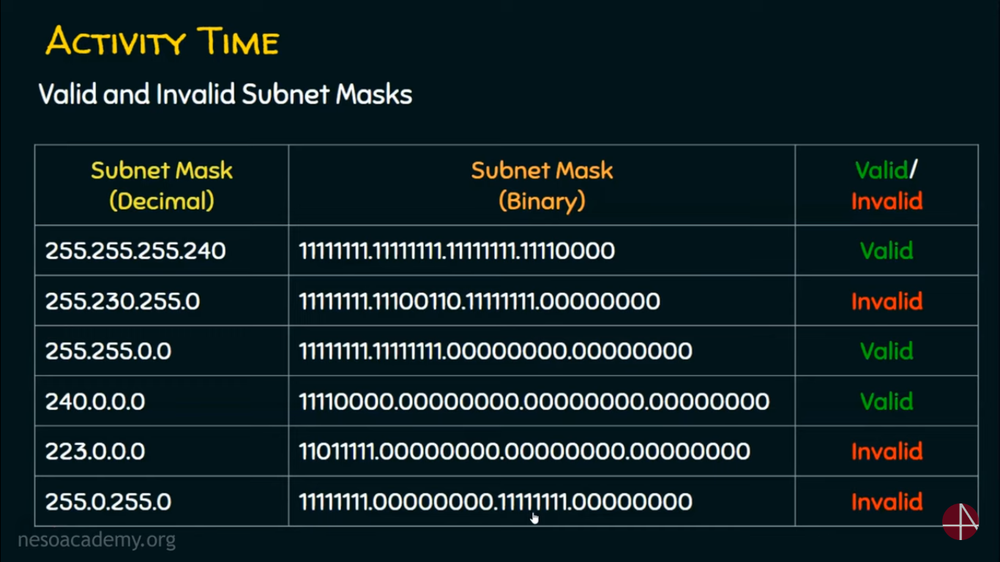 ACTIVITY TIME
Valid and Invalid Subnet Masks
Subnet Mask (Decimal) Subnet Mask (Binary) Valid/ Invalid
255.255.255.240 11111111.11111111.11111111.11110000 Valid
255.230.255.0 11111111.11100110.11111111.00000000 Invalid
255.255.0.0 11111111.11111111.00000000.00000000 Valid
240.0.0.0 11110000.00000000.00000000.00000000 Valid
223.0.0.0 11011111.00000000.00000000.00000000 Invalid
255.0.255.0 11111111.00000000.11111111.00000000 Invalid
nesoacademy.org